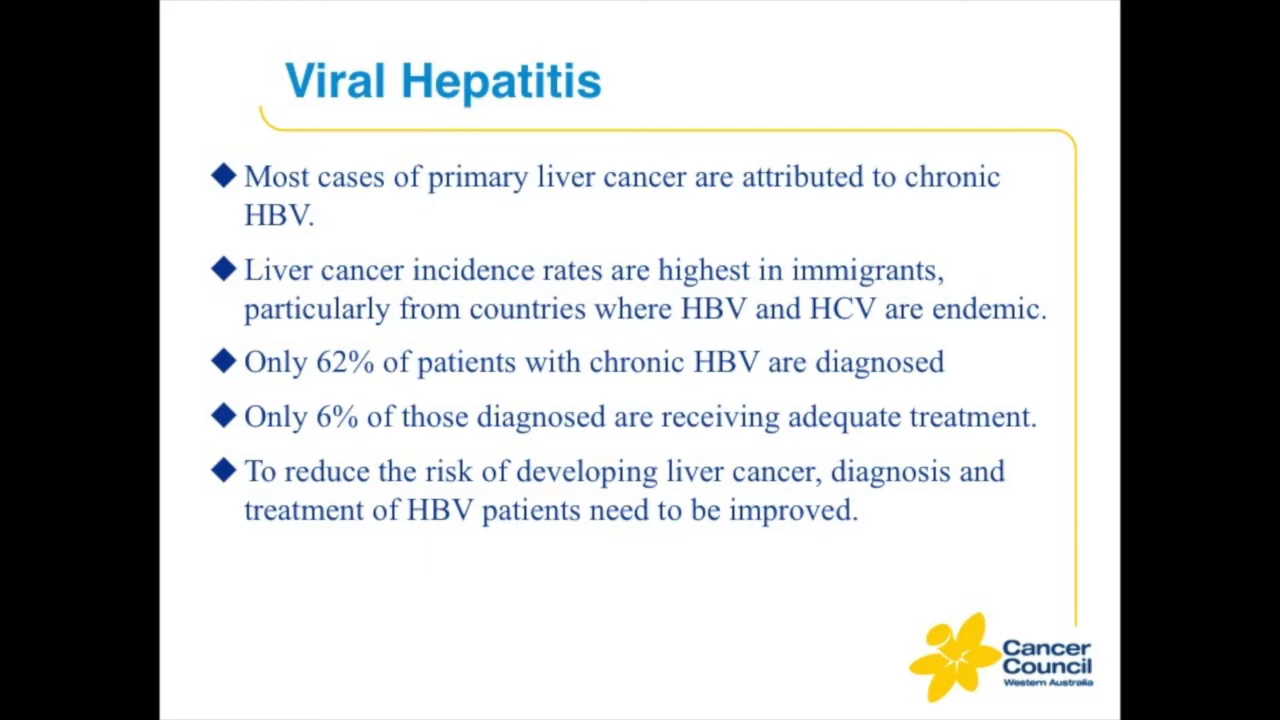 Viral Hepatitis
Most cases of primary liver cancer are attributed to chronic
HBV.
Liver cancer incidence rates are highest in immigrants,
particularly from countries where HBV and HCV are endemic.
Only 62% of patients with chronic HBV are diagnosed
Only 6% of those diagnosed are receiving adequate treatment.
To reduce the risk of developing liver cancer, diagnosis and
treatment of HBV patients need to be improved.
Cancer
Council
Western Australia